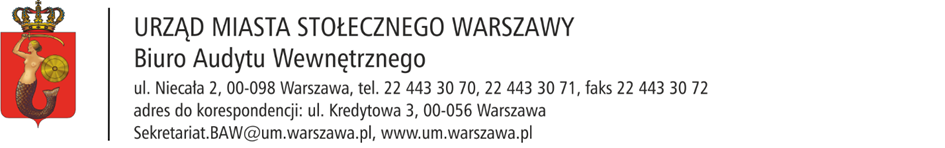 URZĄD MIASTA STOŁECZNEGO WARSZAWY
Biuro Audytu Wewnętrznego
ul. Niecała 2, 00-098 Warszawa, tel. 22 443 30 70, 22 443 30 71, faks 22 443 30 72
adres do korespondencji: ul. Kredytowa 3, 00-056 Warszawa
Sekretariat.BAW@um.warszawa.pl, www.um.warszawa.pl